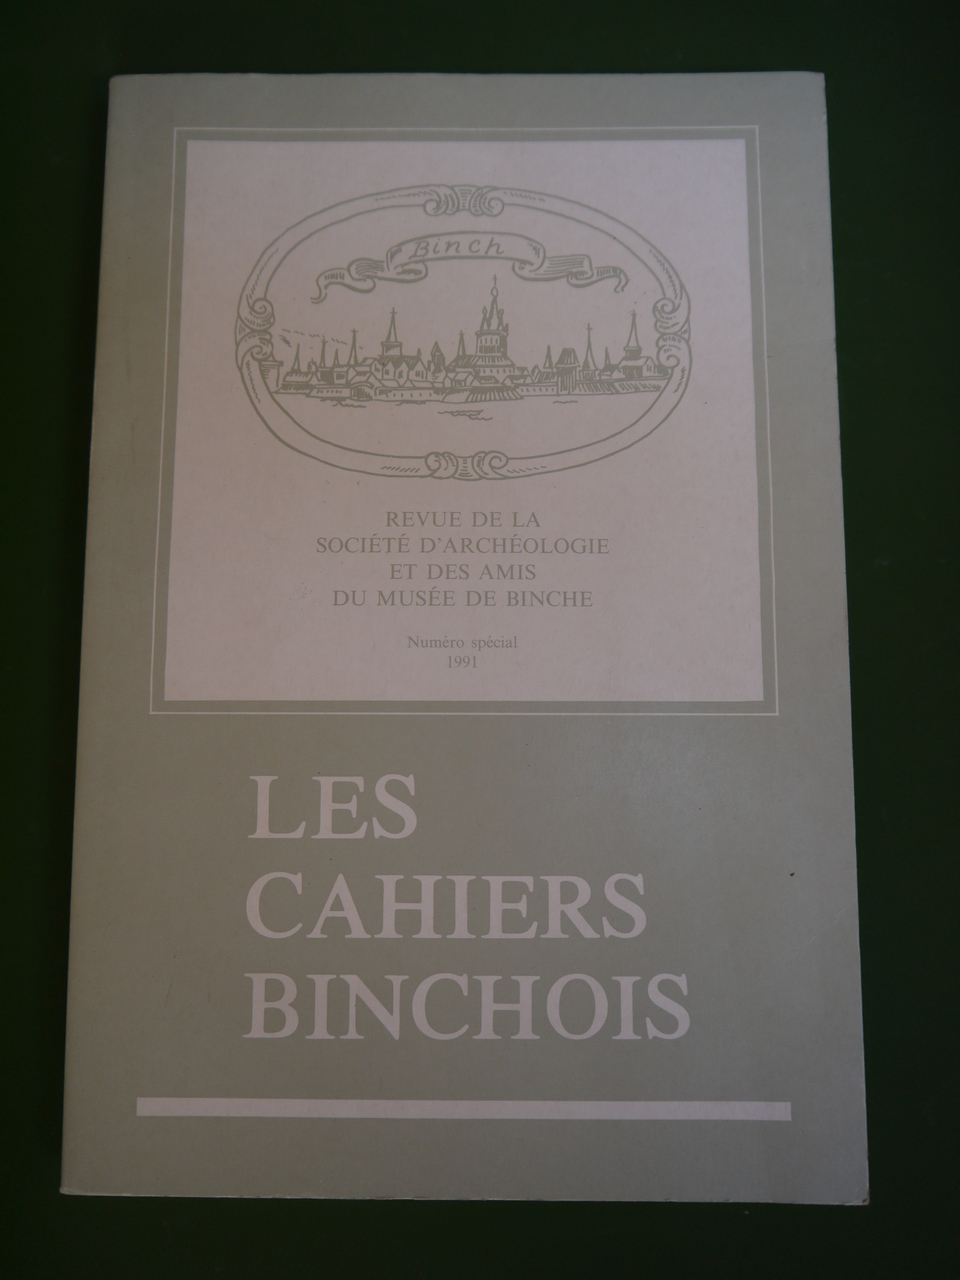 Binch
REVUE DE LA
SOCIÉTÉ D'ARCHÉOLOGIE
ET DES AMIS
DU MUSÉE DE BINCHE
Numéro spécial
1991
LES
CAHIERS
BINCHOIS